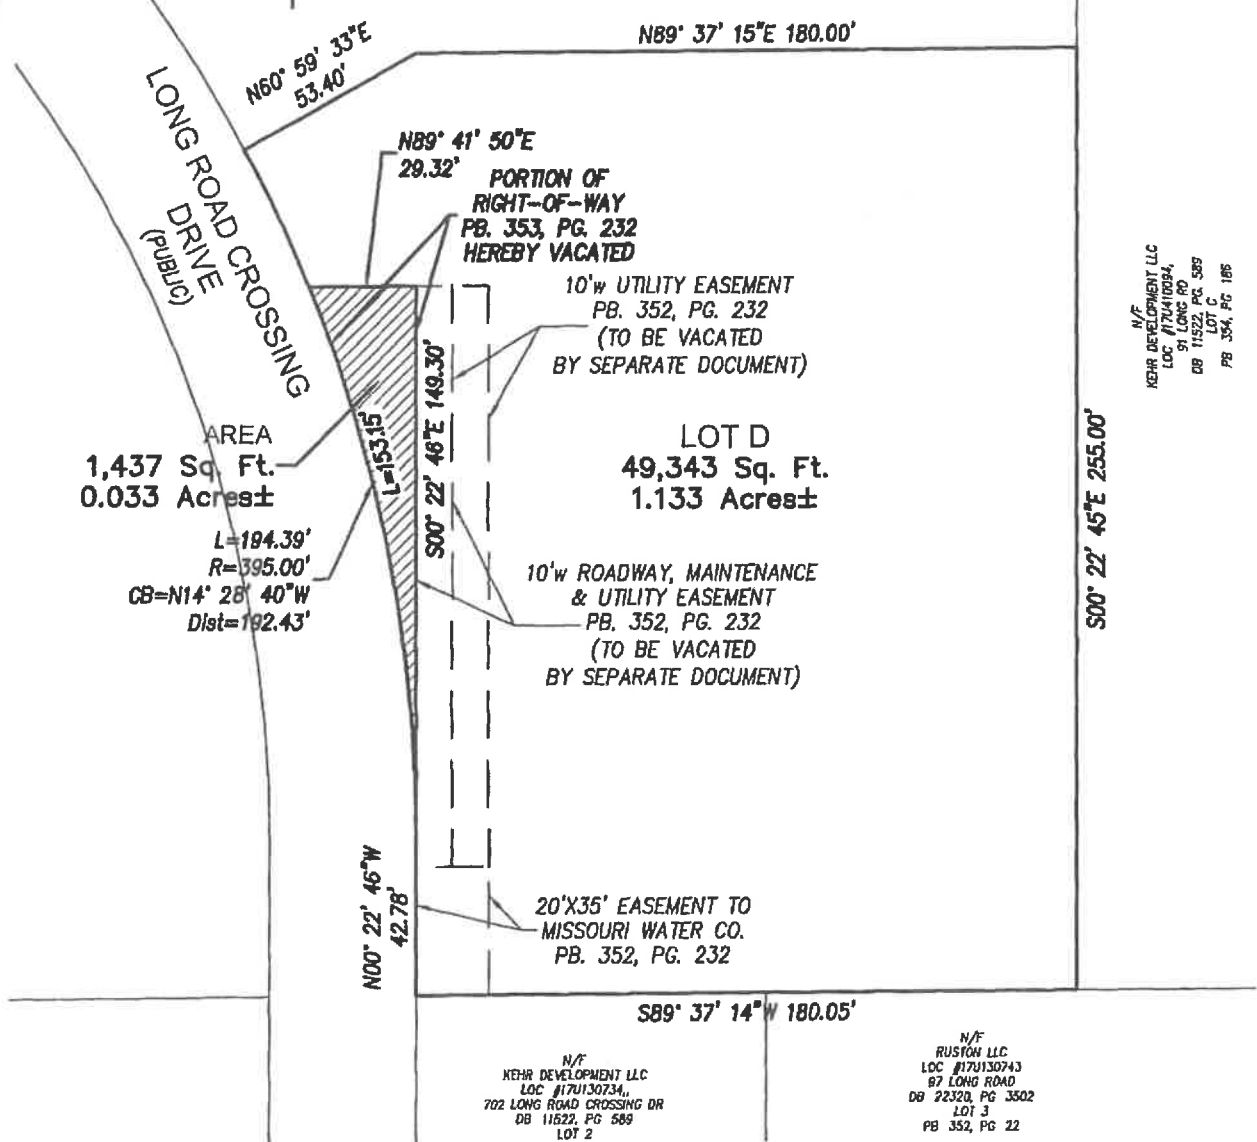 N89° 37' 15"E 180.00'
N60° 59' 33"E
53.40'
LONG ROAD CROSSING
DRIVE
(PUBLIC)
N89° 41' 50"E
29.32'
PORTION OF
RIGHT-OF-WAY
PB. 353, PG. 232
HEREBY VACATED
10'w UTILITY EASEMENT
PB. 352, PG. 232
(TO BE VACATED
BY SEPARATE DOCUMENT)
N/F
KEHR DEVELOPMENT LLC
LOC #17U410094,
91 LONG RD
DB 11522, PG. 589
LOT C
PB 354, PG 186
S00° 22' 46"E 149.30'
L=153.15'
AREA
1,437 Sq. Ft.
0.033 Acres±
LOT D
49,343 Sq. Ft.
1.133 Acres±
S00° 22' 45"E 255.00'
L=194.39'
R=395.00'
CB=N14° 28' 40"W
Dist=192.43'
10'w ROADWAY, MAINTENANCE
& UTILITY EASEMENT
PB. 352, PG. 232
(TO BE VACATED
BY SEPARATE DOCUMENT)
N00° 22' 46"W
42.78'
20'X35' EASEMENT TO
MISSOURI WATER CO.
PB. 352, PG. 232
S89° 37' 14"W 180.05'
N/F
KEHR DEVELOPMENT LLC
LOC #17U130734,,
702 LONG ROAD CROSSING DR
DB 11522, PG 589
LOT 2
N/F
RUSTON LLC
LOC #17U130743
97 LONG ROAD
DB 22320, PG 3502
LOT 3
PB 352, PG 22